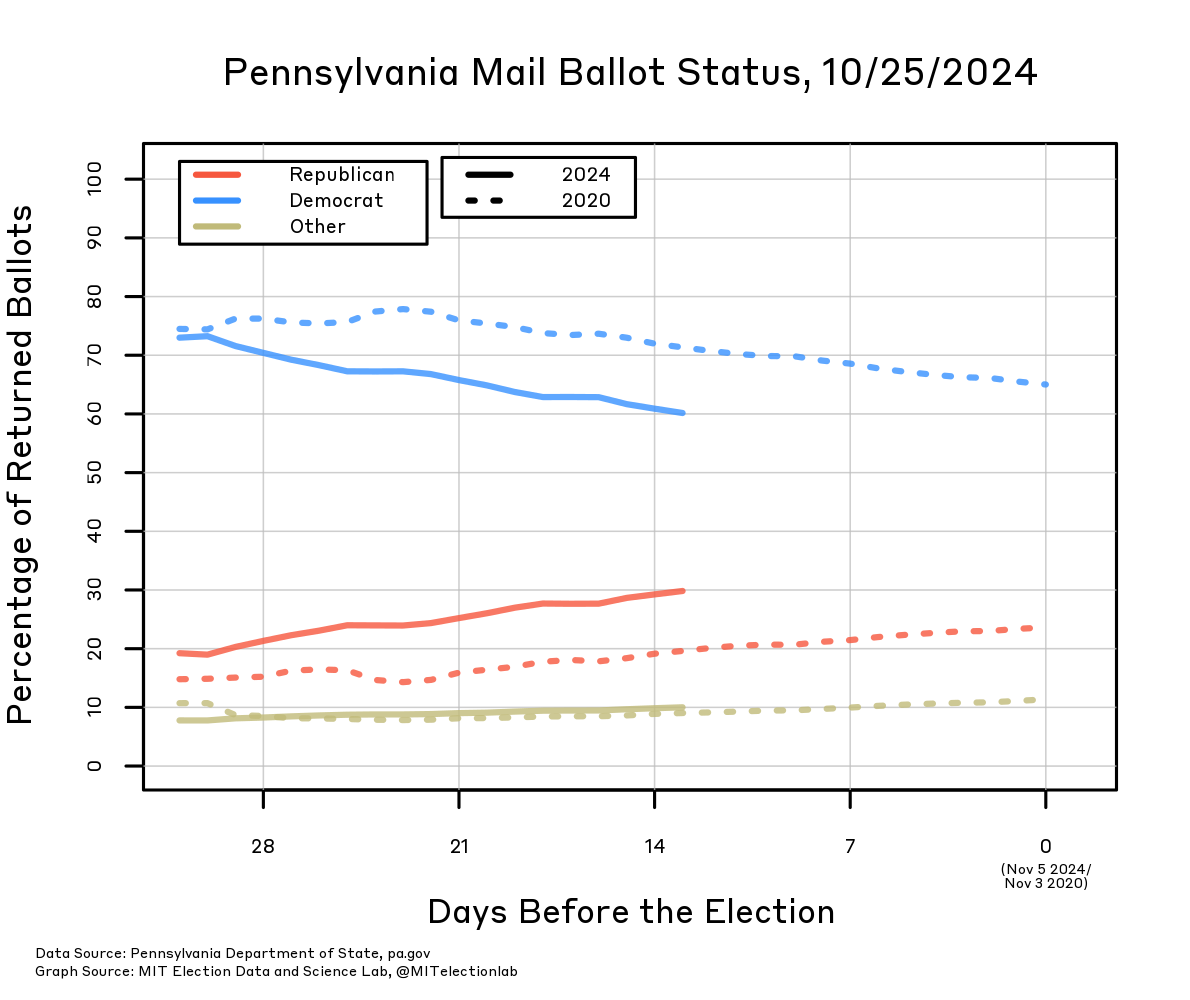 Pennsylvania Mail Ballot Status, 10/25/2024
Republican
Democrat
Other
2024
2020
Percentage of Returned Ballots
100
90
80
70
60
50
40
30
20
10
0
28
21
14
7
0
(Nov 5 2024/
Nov 3 2020)
Days Before the Election
Data Source: Pennsylvania Department of State, pa.gov
Graph Source: MIT Election Data and Science Lab, @MITelectionlab